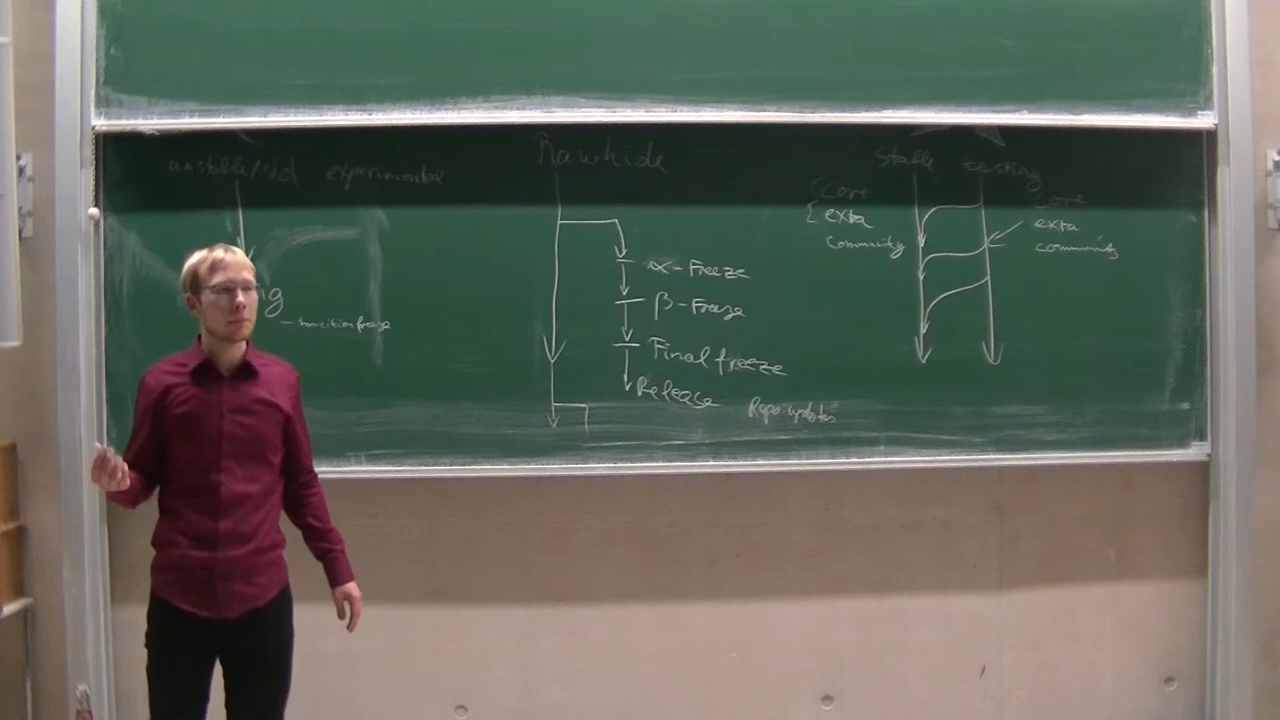 unstable/sid experimental
g
- transition freeze
Rawhide
α-Freeze
β-Freeze
Final freeze
Release
Repo updates
Stable testing
Core
[ extra
community
core
extra
community